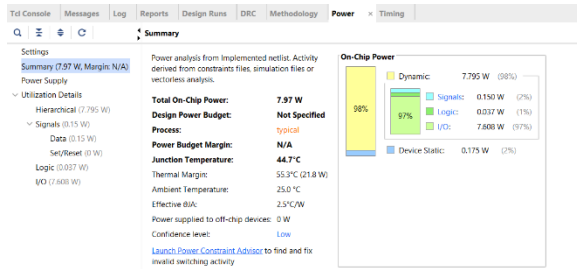 Tcl Console Messages Log Reports Design Runs DRC Methodology Power × Timing
Summary
Settings
Summary (7.97 W, Margin: N/A)
Power Supply
Utilization Details
Hierarchical (7.795 W)
Signals (0.15 W)
Data (0.15 W)
Set/Reset (0 W)
Logic (0.037 W)
I/O (7.608 W)
Power analysis from Implemented netlist. Activity
derived from constraints files, simulation files or
vectorless analysis.
Total On-Chip Power: 7.97 W
Design Power Budget: Not Specified
Process: typical
Power Budget Margin: N/A
Junction Temperature: 44.7°C
Thermal Margin: 55.3°C (21.8 W)
Ambient Temperature: 25.0 °C
Effective θJA: 2.5°C/W
Power supplied to off-chip devices: 0 W
Confidence level: Low
Launch Power Constraint Advisor to find and fix
invalid switching activity
On-Chip Power
Dynamic: 7.795 W (98%)
Signals: 0.150 W (2%)
98%
Logic: 0.037 W (1%)
97%
I/O: 7.608 W (97%)
Device Static: 0.175 W (2%)